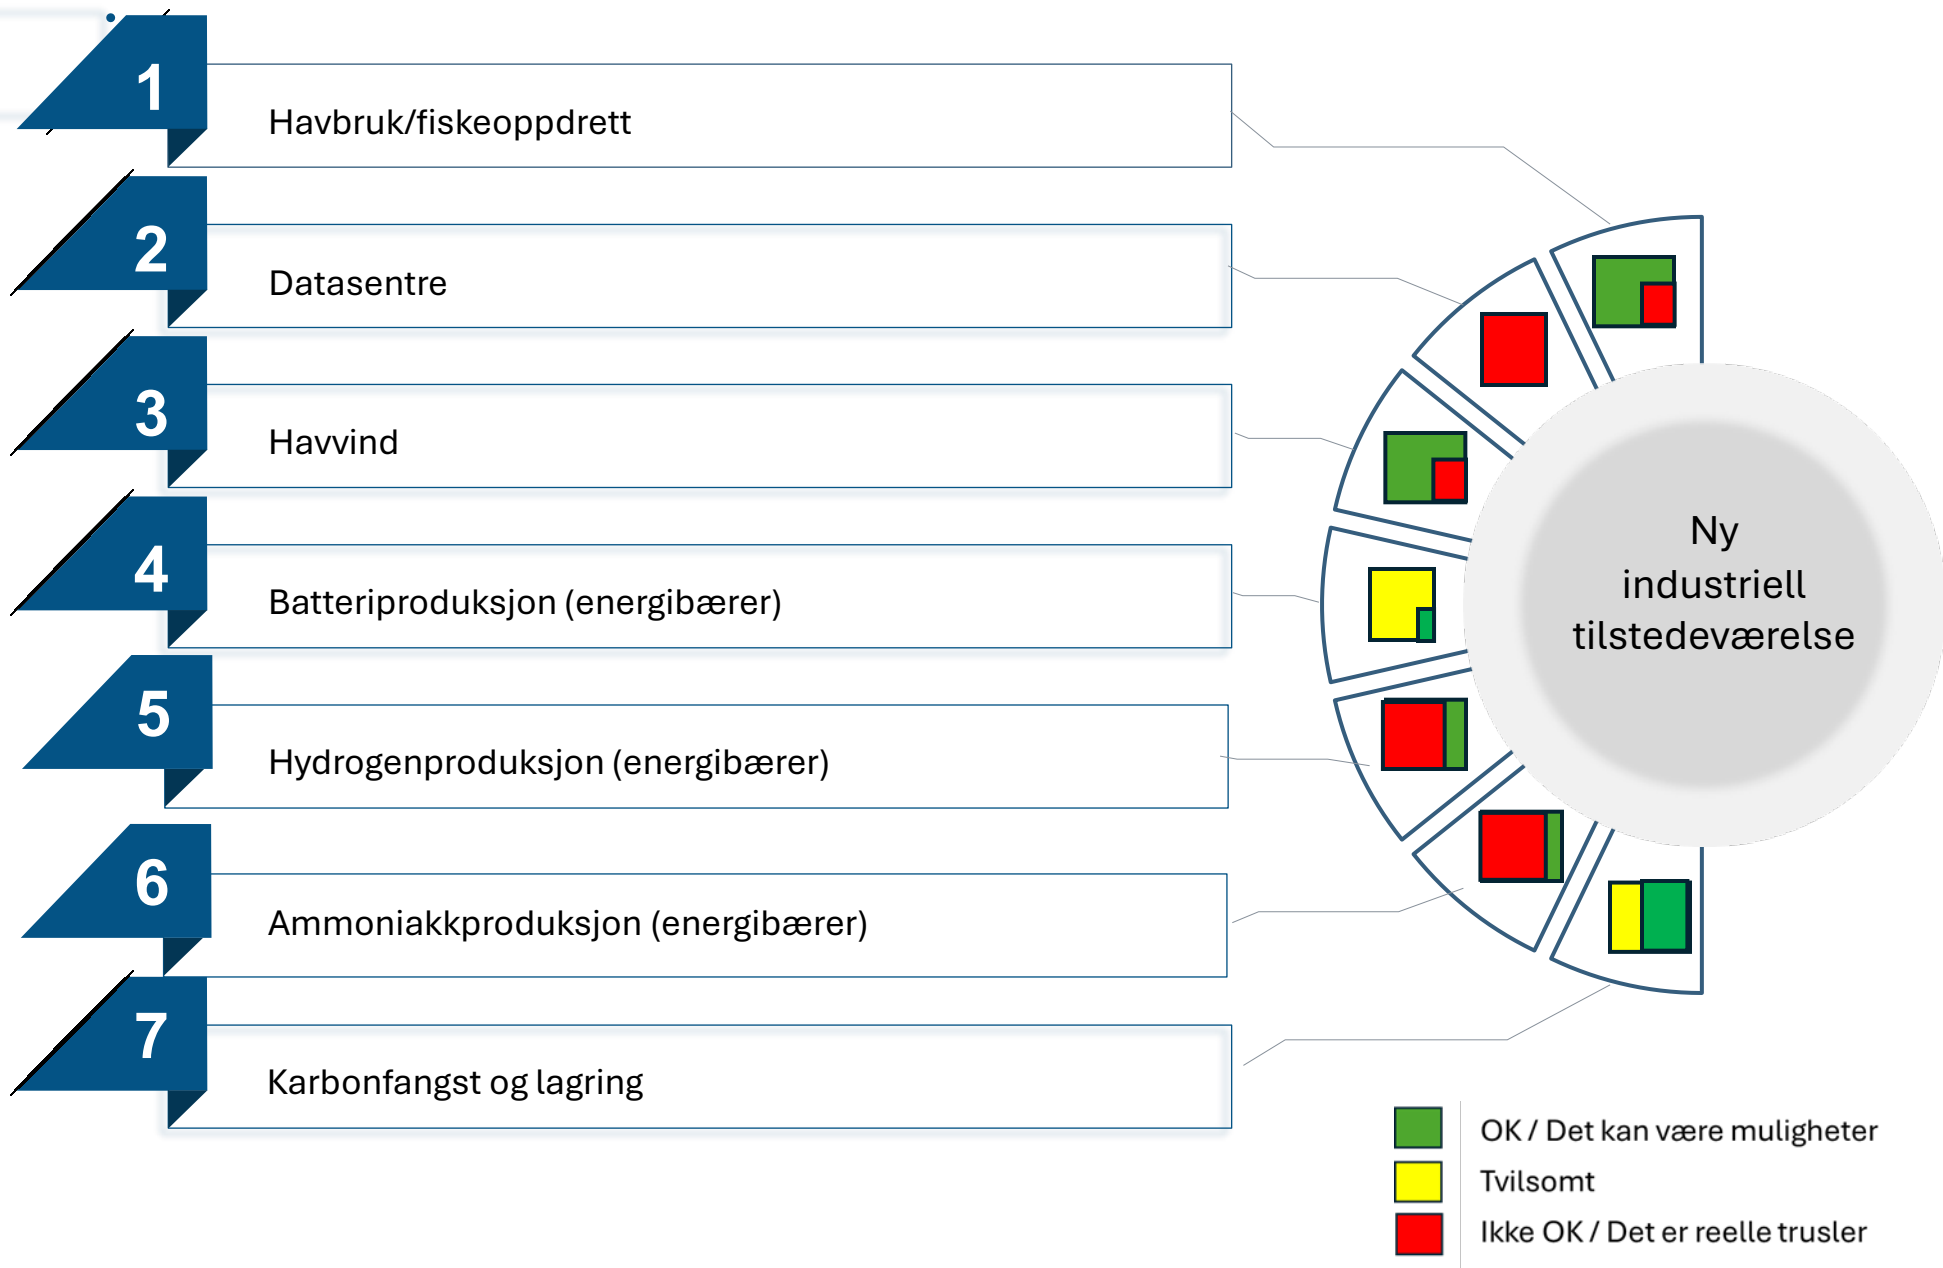 1
Havbruk/fiskeoppdrett
2
Datasentre
3
Havvind
4
Batteriproduksjon (energibærer)
5
Hydrogenproduksjon (energibærer)
6
Ammoniakkproduksjon (energibærer)
7
Karbonfangst og lagring
Ny
industriell
tilstedeværelse
OK / Det kan være muligheter
Tvilsomt
Ikke OK / Det er reelle trusler